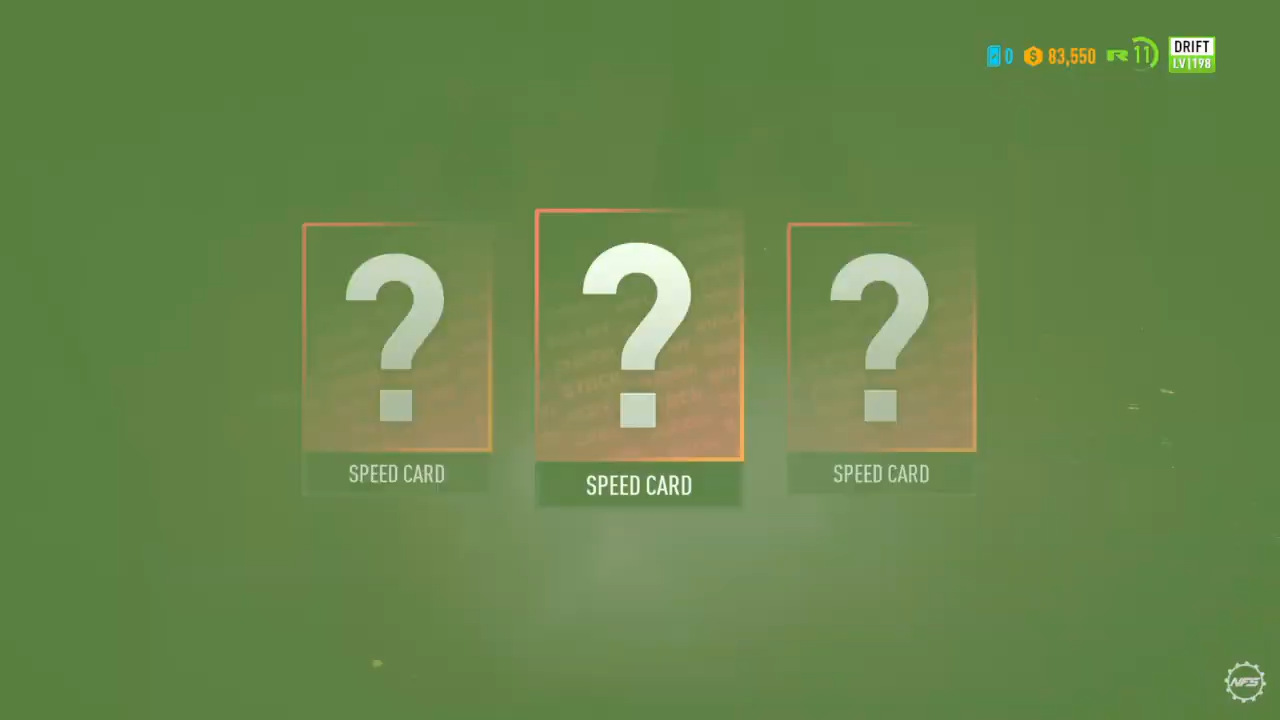 0 83,550 R 11 DRIFT
LV|198
? ? ?
SPEED CARD SPEED CARD SPEED CARD
NFS